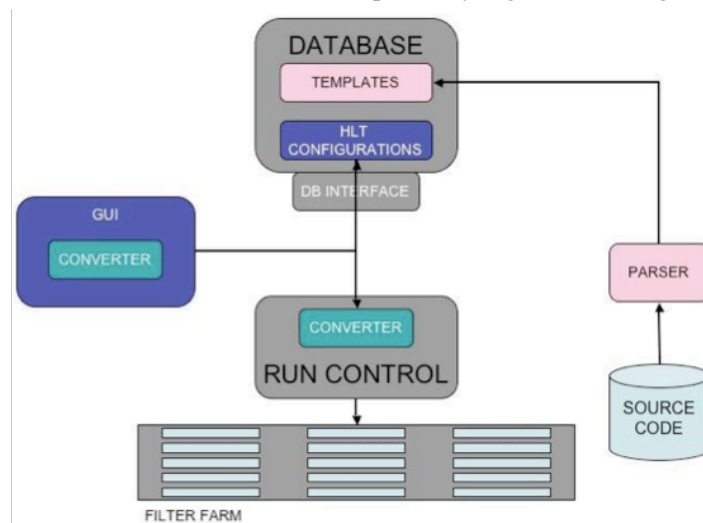 DATABASE
TEMPLATES
HLT
CONFIGURATIONS
DB INTERFACE
GUI
CONVERTER
PARSER
CONVERTER
RUN CONTROL
SOURCE
CODE
FILTER FARM